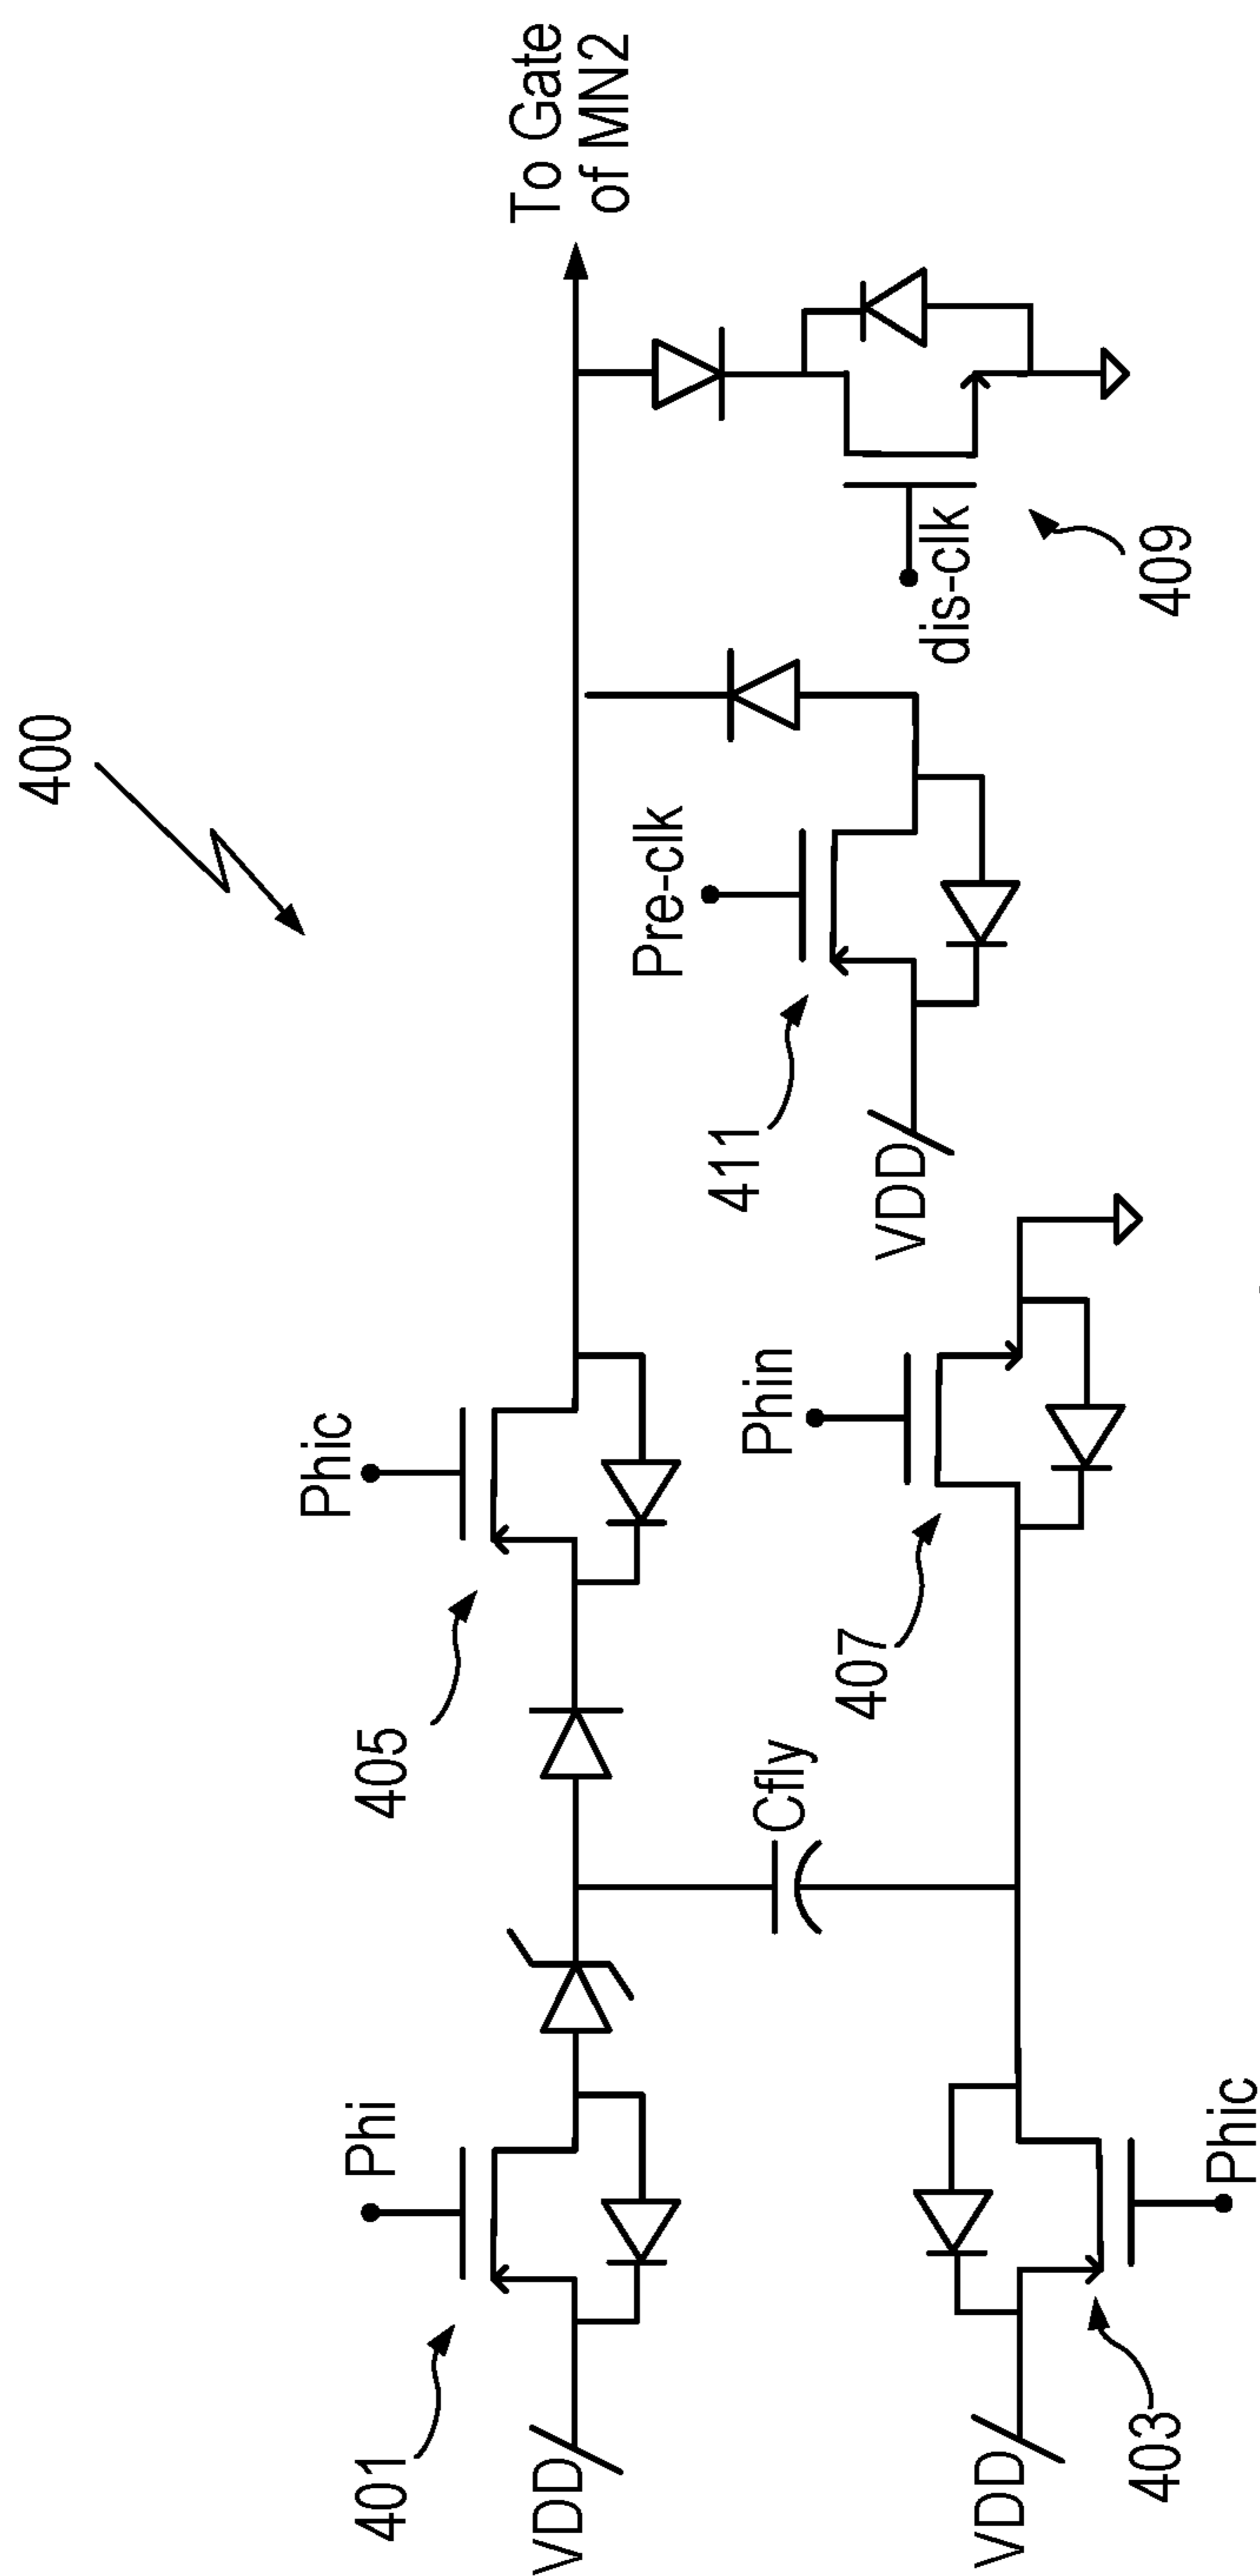 400
To Gate
of MN2
Phi
Phic
401
405
VDD
Cfly
Pre-clk
411
VDD
dis-clk
409
Phin
407
VDD
403
Phic